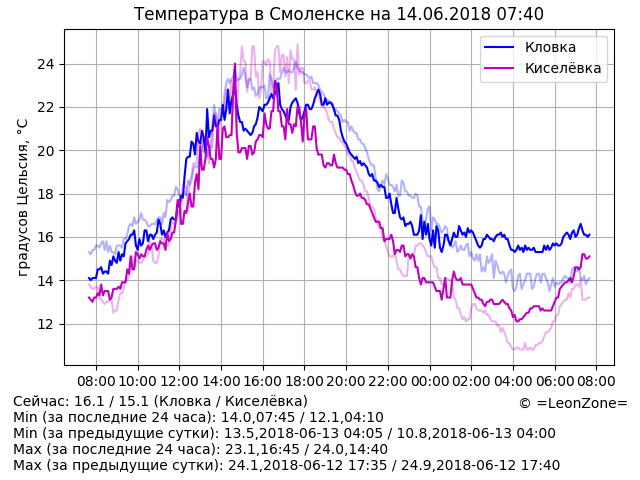 Температура в Смоленске на 14.06.2018 07:40
Кловка
Киселёвка
градусов Цельсия, °C
24
22
20
18
16
14
12
08:00 10:00 12:00 14:00 16:00 18:00 20:00 22:00 00:00 02:00 04:00 06:00 08:00
Сейчас: 16.1 / 15.1 (Кловка / Киселёвка)
© =LeonZone=
Min (за последние 24 часа): 14.0,07:45 / 12.1,04:10
Min (за предыдущие сутки): 13.5,2018-06-13 04:05 / 10.8,2018-06-13 04:00
Max (за последние 24 часа): 23.1,16:45 / 24.0,14:40
Max (за предыдущие сутки): 24.1,2018-06-12 17:35 / 24.9,2018-06-12 17:40